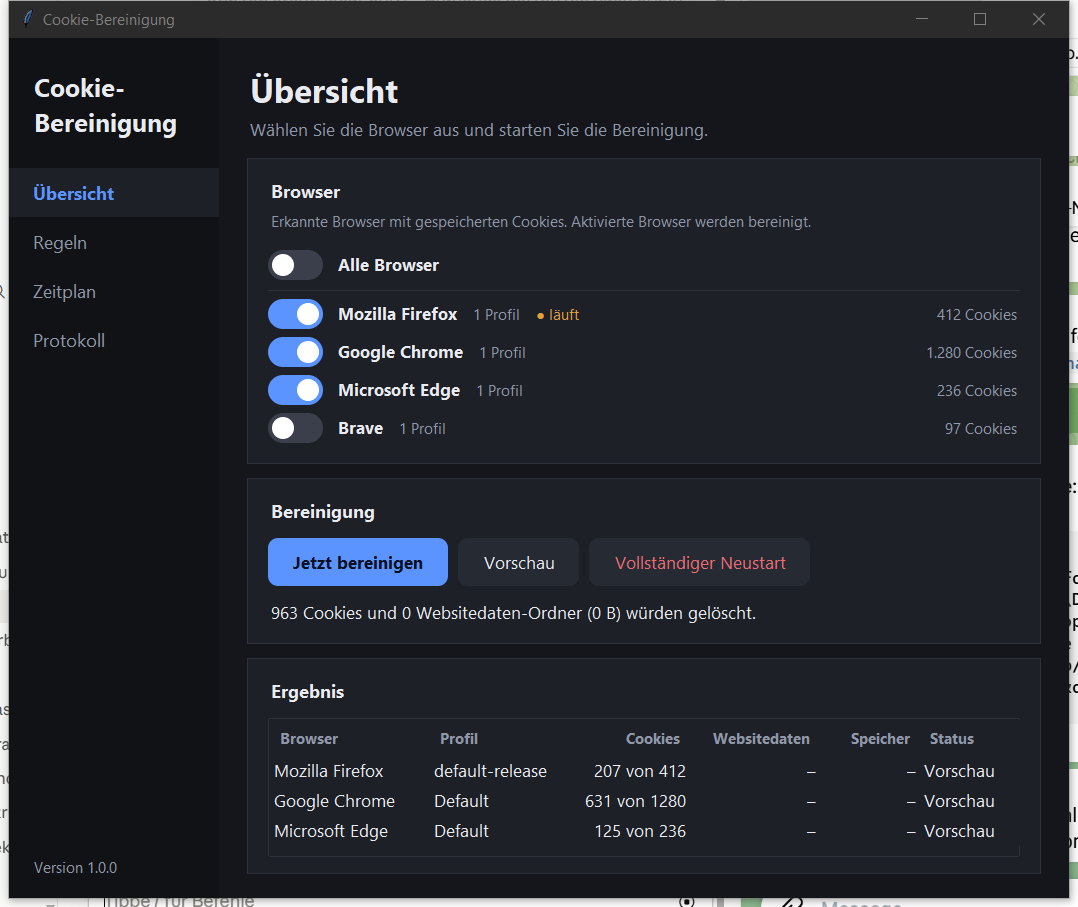 Cookie-Bereinigung
Cookie-
Bereinigung
Übersicht
Regeln
Zeitplan
Protokoll
Version 1.0.0
Übersicht
Wählen Sie die Browser aus und starten Sie die Bereinigung.
Browser
Erkannte Browser mit gespeicherten Cookies. Aktivierte Browser werden bereinigt.
Alle Browser
Mozilla Firefox 1 Profil ● läuft 412 Cookies
Google Chrome 1 Profil 1.280 Cookies
Microsoft Edge 1 Profil 236 Cookies
Brave 1 Profil 97 Cookies
Bereinigung
Jetzt bereinigen Vorschau Vollständiger Neustart
963 Cookies und 0 Websitedaten-Ordner (0 B) würden gelöscht.
Ergebnis
Browser Profil Cookies Websitedaten Speicher Status
Mozilla Firefox default-release 207 von 412 – – Vorschau
Google Chrome Default 631 von 1280 – – Vorschau
Microsoft Edge Default 125 von 236 – – Vorschau